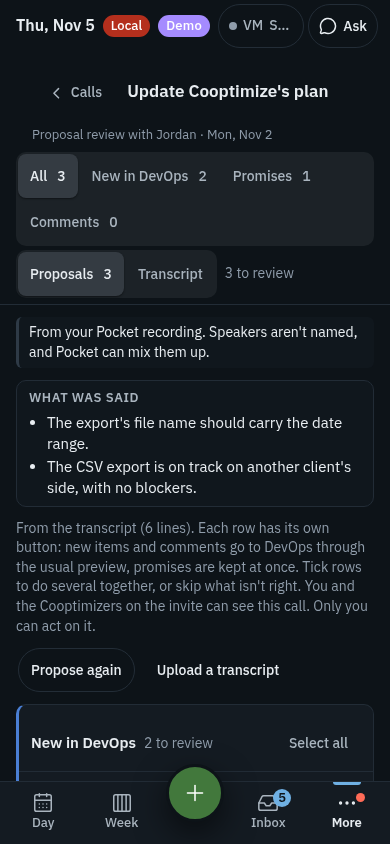 Thu, Nov 5 Local Demo VM S... Ask
Calls Update Cooptimize's plan
Proposal review with Jordan · Mon, Nov 2
All 3 New in DevOps 2 Promises 1
Comments 0
Proposals 3 Transcript 3 to review
From your Pocket recording. Speakers aren't named,
and Pocket can mix them up.
WHAT WAS SAID
• The export's file name should carry the date
range.
• The CSV export is on track on another client's
side, with no blockers.
From the transcript (6 lines). Each row has its own
button: new items and comments go to DevOps through
the usual preview, promises are kept at once. Tick rows
to do several together, or skip what isn't right. You and
the Cooptimizers on the invite can see this call. Only you
can act on it.
Propose again Upload a transcript
New in DevOps 2 to review Select all
Day Week Inbox 5 More